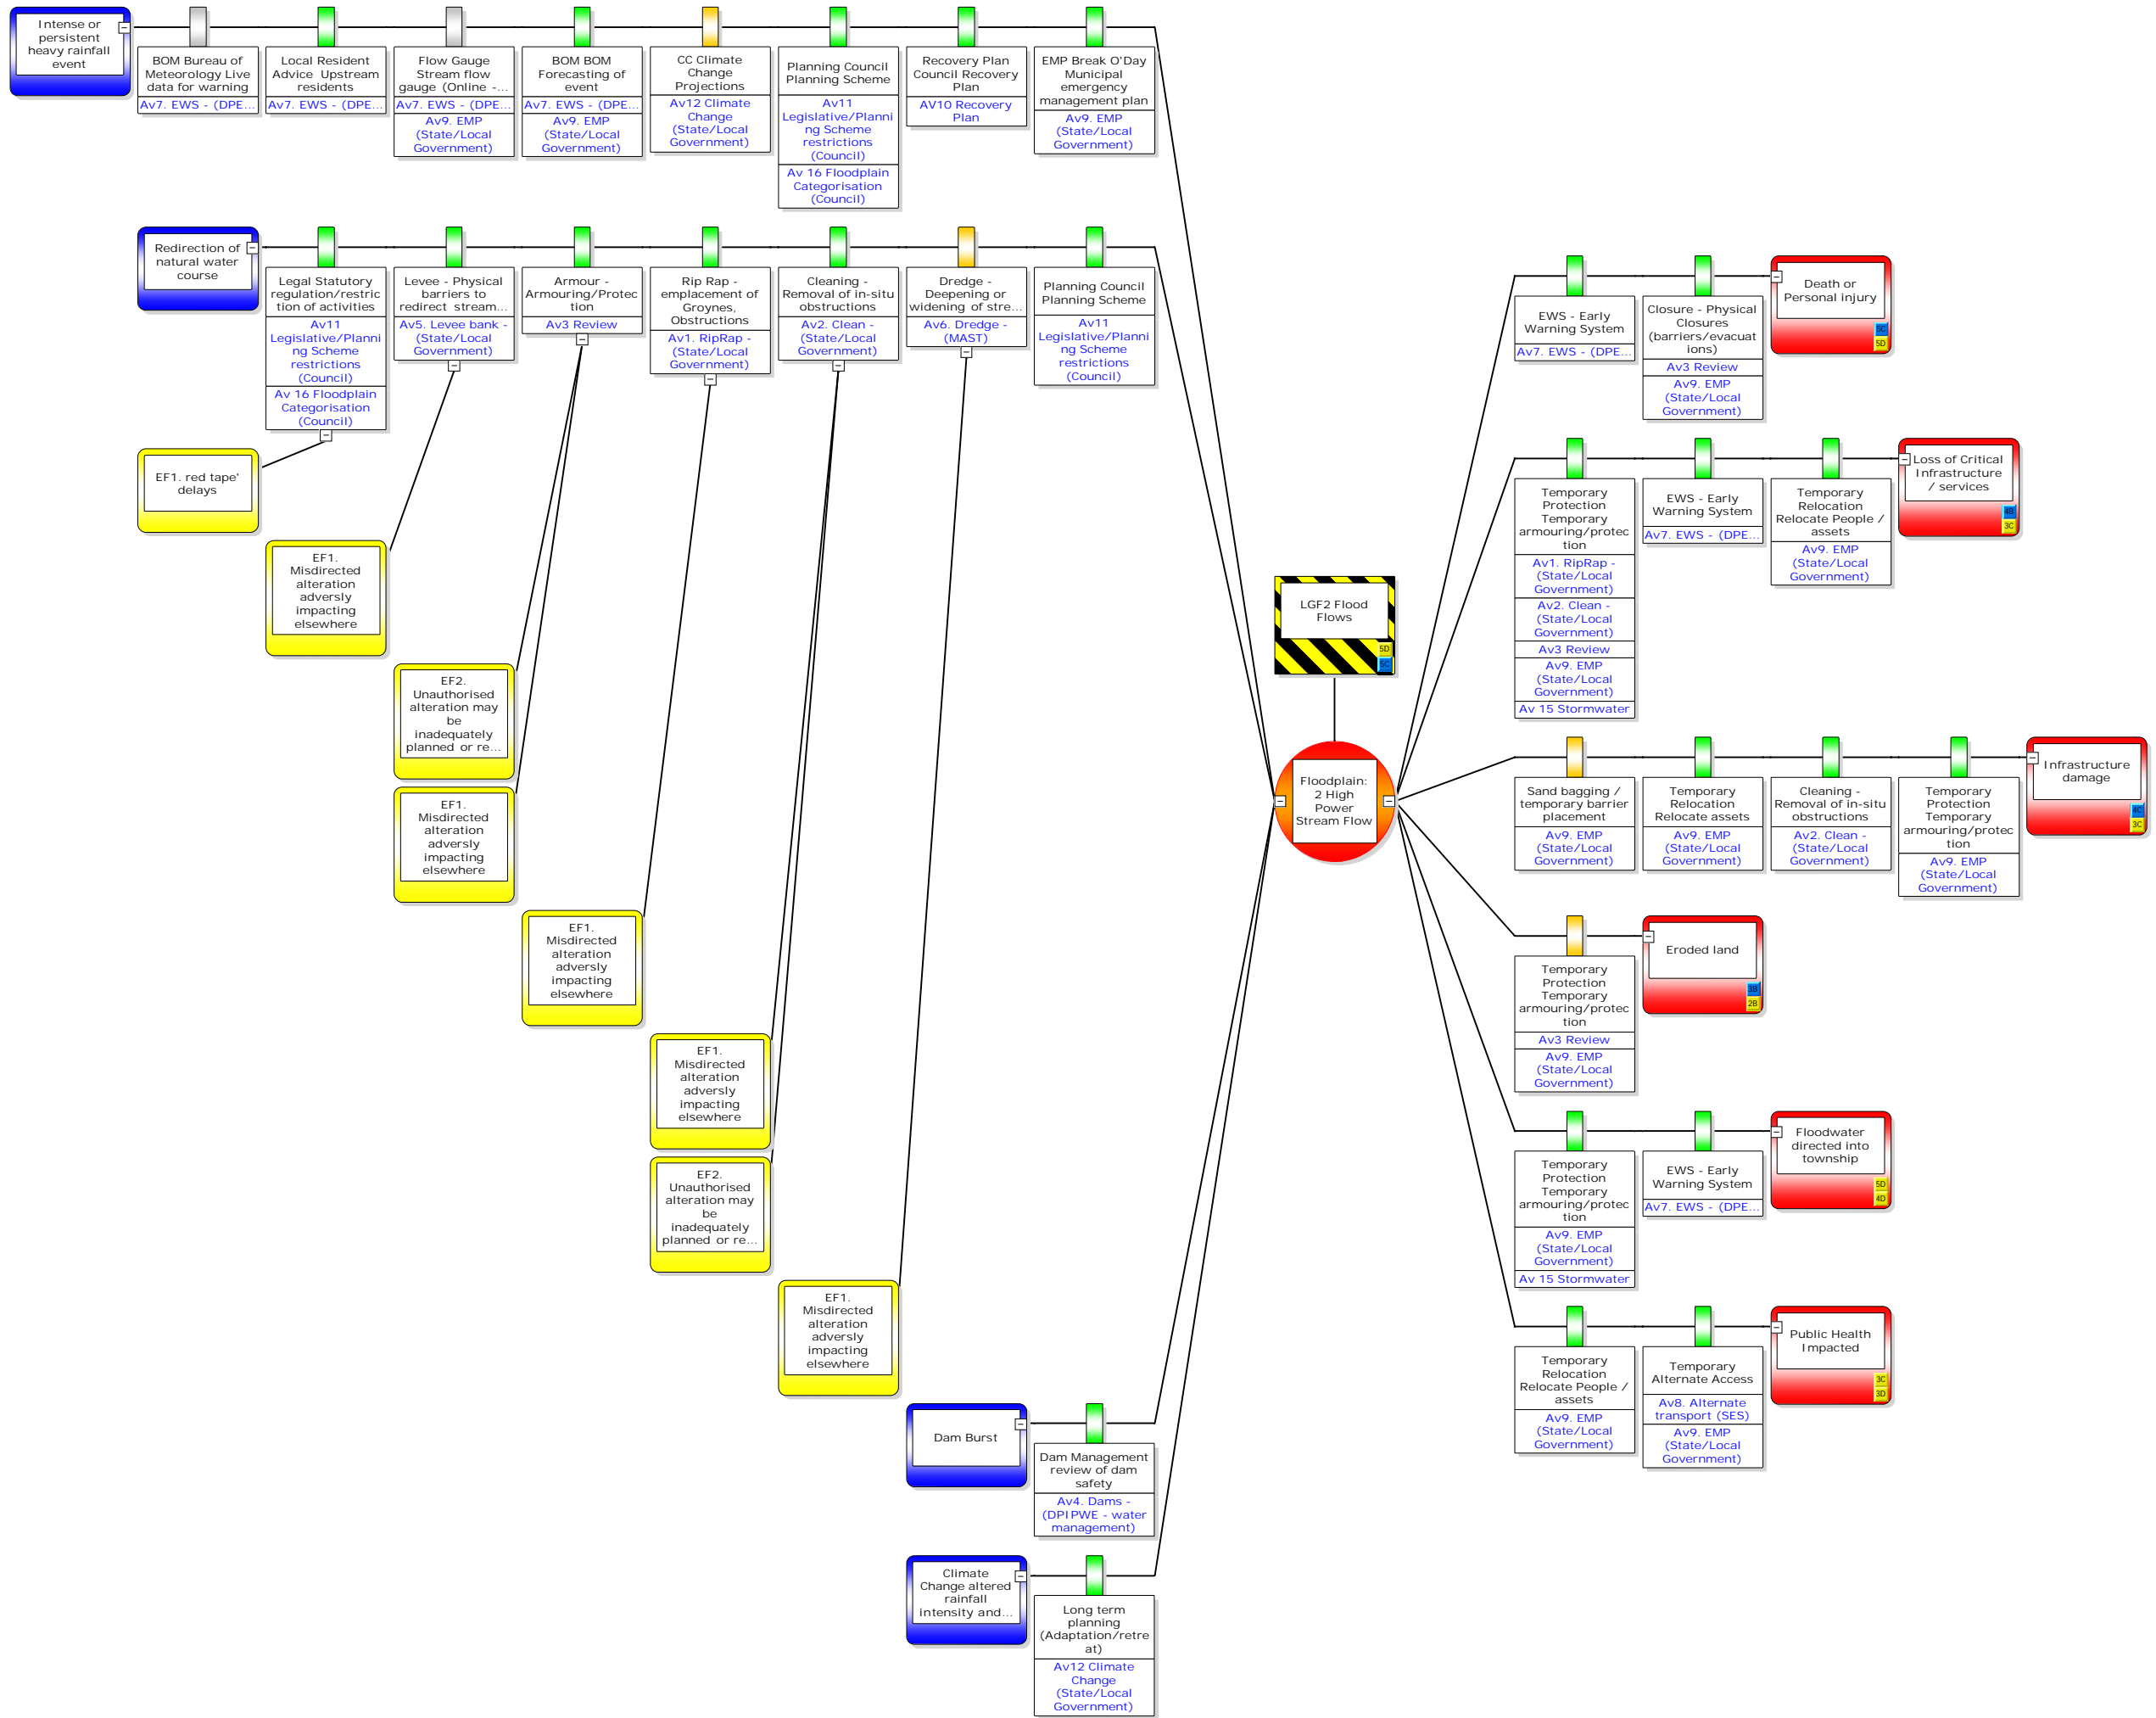 Intense or
persistent
heavy rainfall
event
BOM Bureau of
Meteorology Live
data for warning
Av7. EWS - (DPE...
Local Resident
Advice Upstream
residents
Av7. EWS - (DPE...
Flow Gauge
Stream flow
gauge (Online -...
Av7. EWS - (DPE...
Av9. EMP
(State/Local
Government)
BOM BOM
Forecasting of
event
Av7. EWS - (DPE...
Av9. EMP
(State/Local
Government)
CC Climate
Change
Projections
Av12 Climate
Change
(State/Local
Government)
Planning Council
Planning Scheme
Av11
Legislative/Planni
ng Scheme
restrictions
(Council)
Av 16 Floodplain
Categorisation
(Council)
Recovery Plan
Council Recovery
Plan
AV10 Recovery
Plan
EMP Break O'Day
Municipal
emergency
management plan
Av9. EMP
(State/Local
Government)
Redirection of
natural water
course
Legal Statutory
regulation/restric
tion of activities
Av11
Legislative/Planni
ng Scheme
restrictions
(Council)
Av 16 Floodplain
Categorisation
(Council)
Levee - Physical
barriers to
redirect stream...
Av5. Levee bank -
(State/Local
Government)
Armour -
Armouring/Protec
tion
Av3 Review
Rip Rap -
emplacement of
Groynes,
Obstructions
Av1. RipRap -
(State/Local
Government)
Cleaning -
Removal of in-situ
obstructions
Av2. Clean -
(State/Local
Government)
Dredge -
Deepening or
widening of stre...
Av6. Dredge -
(MAST)
Planning Council
Planning Scheme
Av11
Legislative/Planni
ng Scheme
restrictions
(Council)
EF1. red tape'
delays
EF1.
Misdirected
alteration
adversly
impacting
elsewhere
EF2.
Unauthorised
alteration may
be
inadequately
planned or re...
EF1.
Misdirected
alteration
adversly
impacting
elsewhere
EF1.
Misdirected
alteration
adversly
impacting
elsewhere
EF1.
Misdirected
alteration
adversly
impacting
elsewhere
EF2.
Unauthorised
alteration may
be
inadequately
planned or re...
EF1.
Misdirected
alteration
adversly
impacting
elsewhere
Dam Burst
Dam Management
review of dam
safety
Av4. Dams -
(DPIPWE - water
management)
Climate
Change altered
rainfall
intensity and...
Long term
planning
(Adaptation/retre
at)
Av12 Climate
Change
(State/Local
Government)
LGF2 Flood
Flows
5D
5C
Floodplain:
2 High
Power
Stream Flow
EWS - Early
Warning System
Av7. EWS - (DPE...
Closure - Physical
Closures
(barriers/evacuat
ions)
Av3 Review
Av9. EMP
(State/Local
Government)
Death or
Personal injury
5C
5D
Temporary
Protection
Temporary
armouring/protec
tion
Av1. RipRap -
(State/Local
Government)
Av2. Clean -
(State/Local
Government)
Av3 Review
Av9. EMP
(State/Local
Government)
Av 15 Stormwater
EWS - Early
Warning System
Av7. EWS - (DPE...
Temporary
Relocation
Relocate People /
assets
Av9. EMP
(State/Local
Government)
Loss of Critical
Infrastructure
/ services
4B
3C
Sand bagging /
temporary barrier
placement
Av9. EMP
(State/Local
Government)
Temporary
Relocation
Relocate assets
Av9. EMP
(State/Local
Government)
Cleaning -
Removal of in-situ
obstructions
Av2. Clean -
(State/Local
Government)
Temporary
Protection
Temporary
armouring/protec
tion
Av9. EMP
(State/Local
Government)
Infrastructure
damage
4C
3C
Temporary
Protection
Temporary
armouring/protec
tion
Av3 Review
Av9. EMP
(State/Local
Government)
Eroded land
3B
2B
Temporary
Protection
Temporary
armouring/protec
tion
Av9. EMP
(State/Local
Government)
Av 15 Stormwater
EWS - Early
Warning System
Av7. EWS - (DPE...
Floodwater
directed into
township
5D
4D
Temporary
Relocation
Relocate People /
assets
Av9. EMP
(State/Local
Government)
Temporary
Alternate Access
Av8. Alternate
transport (SES)
Av9. EMP
(State/Local
Government)
Public Health
Impacted
3C
3D